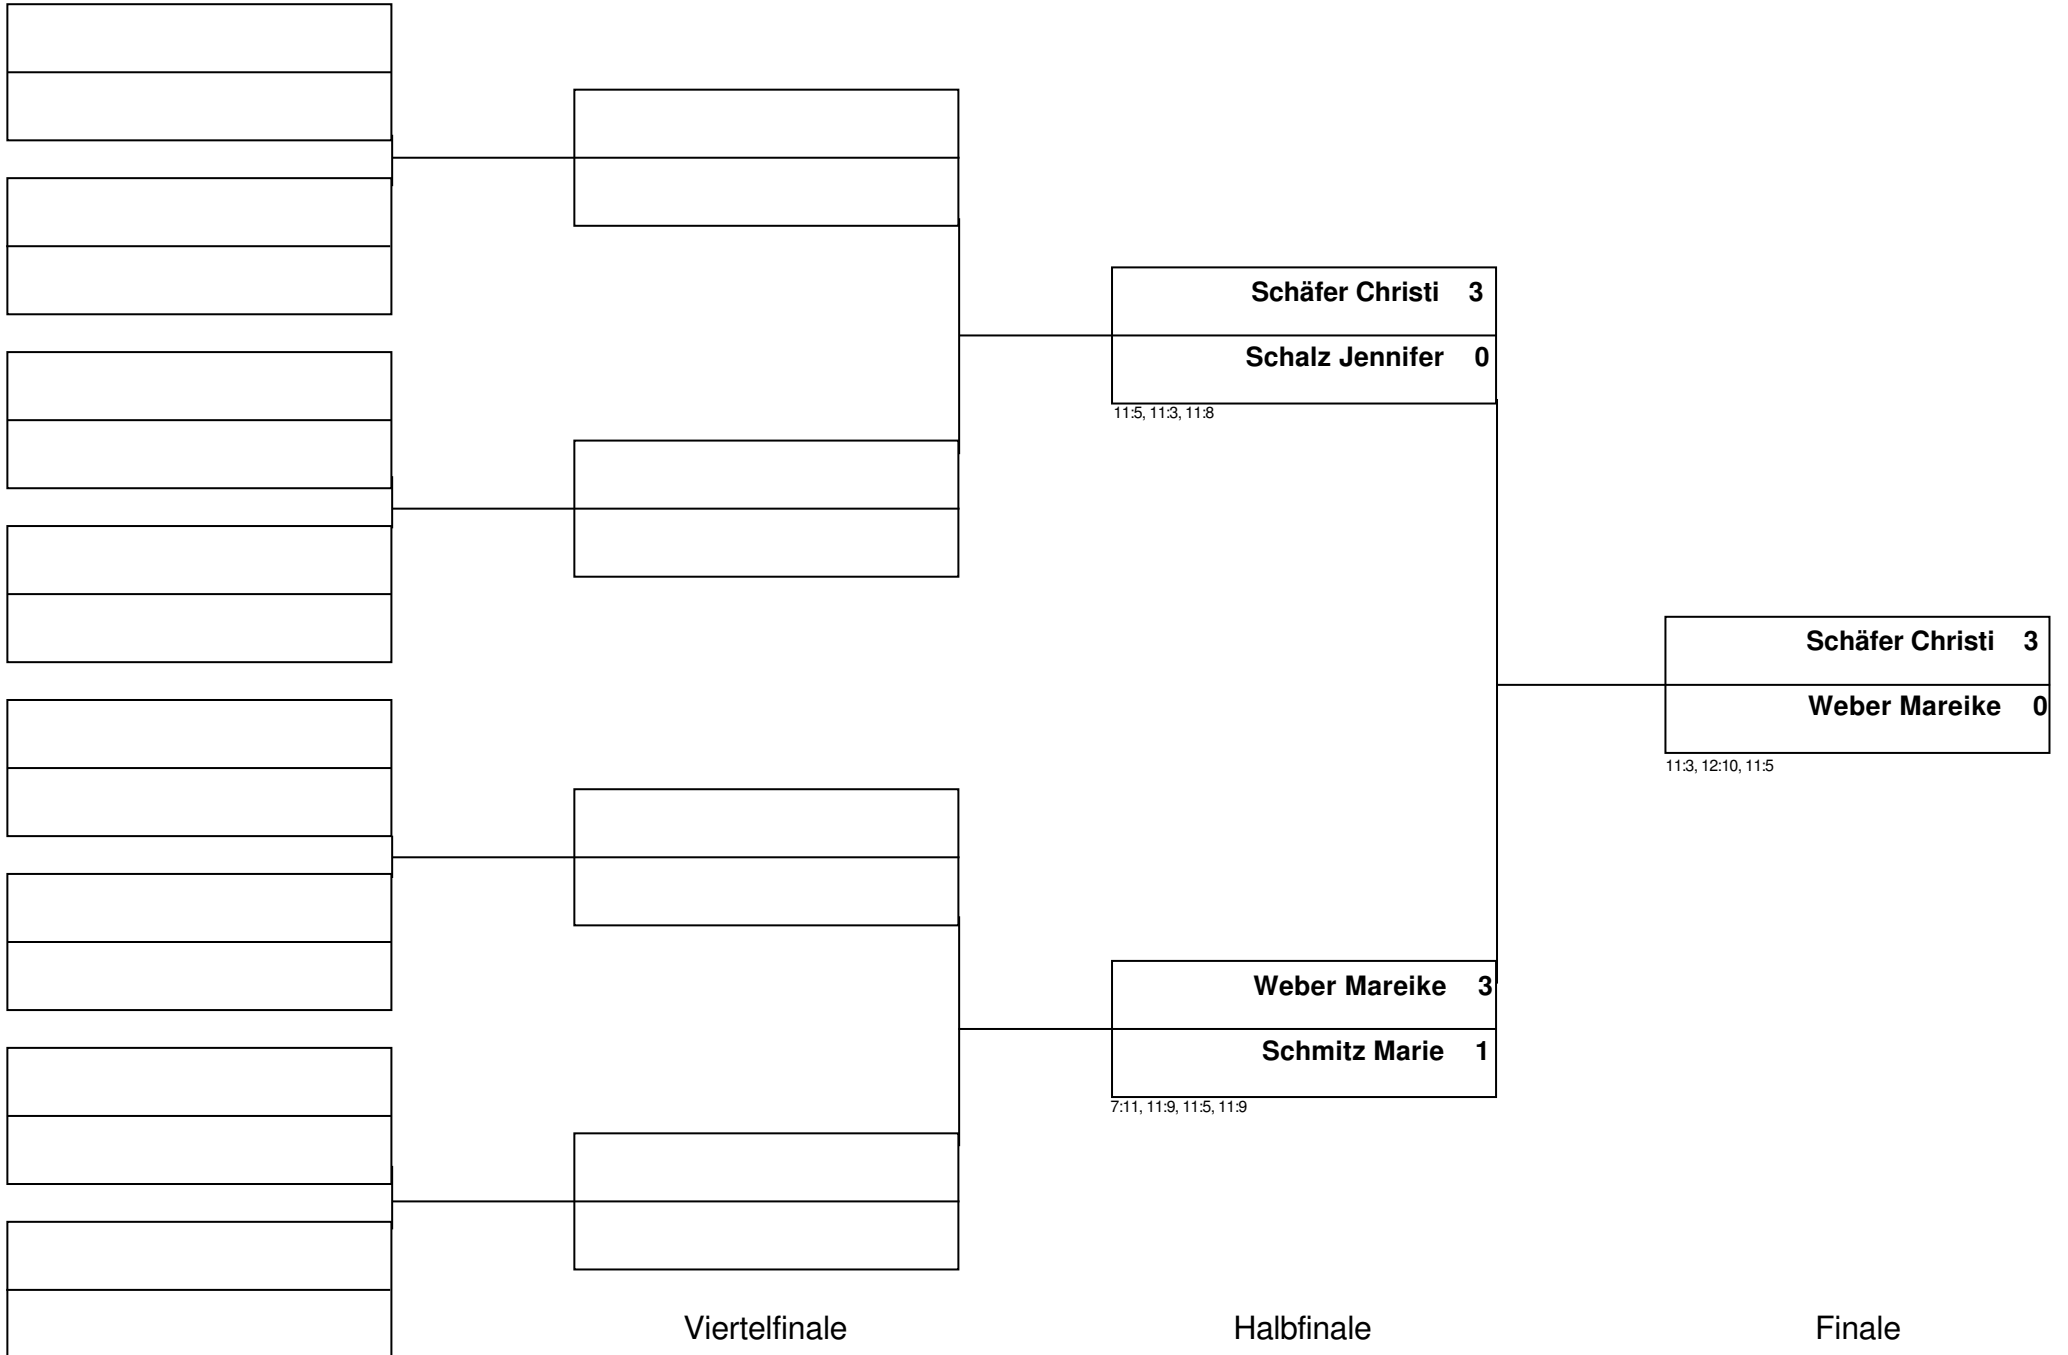 Schäfer Christi 3
Schalz Jennifer 0
11:5, 11:3, 11:8
Schäfer Christi 3
Weber Mareike 0
11:3, 12:10, 11:5
Weber Mareike 3
Schmitz Marie 1
7:11, 11:9, 11:5, 11:9
Viertelfinale
Halbfinale
Finale